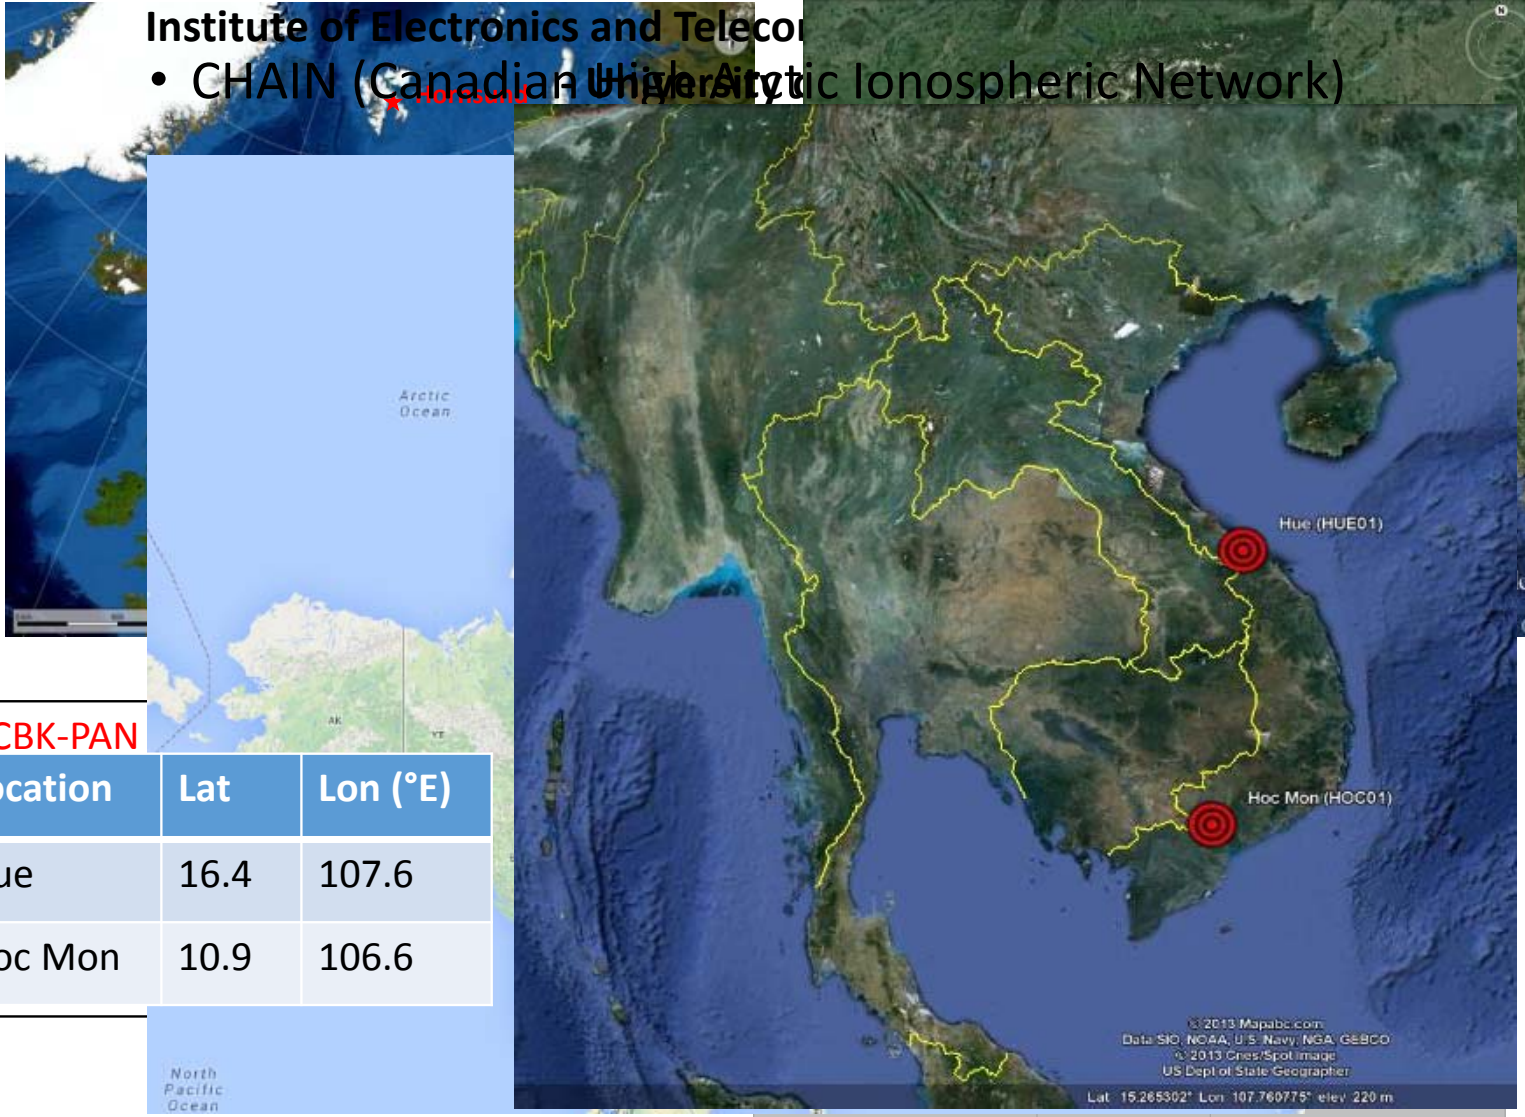 Institute of Electronics and Teleco
• CHAIN (Canadian High Arctic Ionospheric Network)
- University
Hornsund
Arctic
Ocean
Hue (HUE01)
AK
YT
CBK-PAN
ocation Lat Lon (°E)
ue 16.4 107.6
oc Mon 10.9 106.6
Hoc Mon (HOC01)
© 2013 Mapabc.com
Data SIO, NOAA, U.S. Navy, NGA, GEBCO
© 2013 Cnes/Spot Image
US Dept of State Geographer
Lat 15.265302° Lon 107.760775° elev 220 m
North
Pacific
Ocean
N